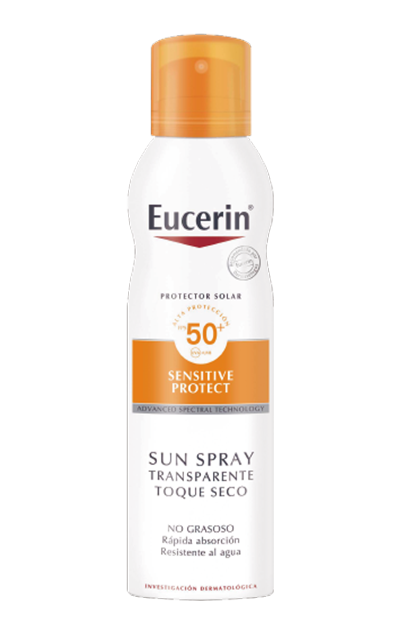 Eucerin®
PROTECTOR SOLAR
ALTA PROTECCIÓN
50+
SENSITIVE
PROTECT
ADVANCED SPECTRAL TECHNOLOGY
SUN SPRAY
TRANSPARENTE
TOQUE SECO
NO GRASOSO
Rápida absorción
Resistente al agua
INVESTIGACIÓN DERMATOLÓGICA